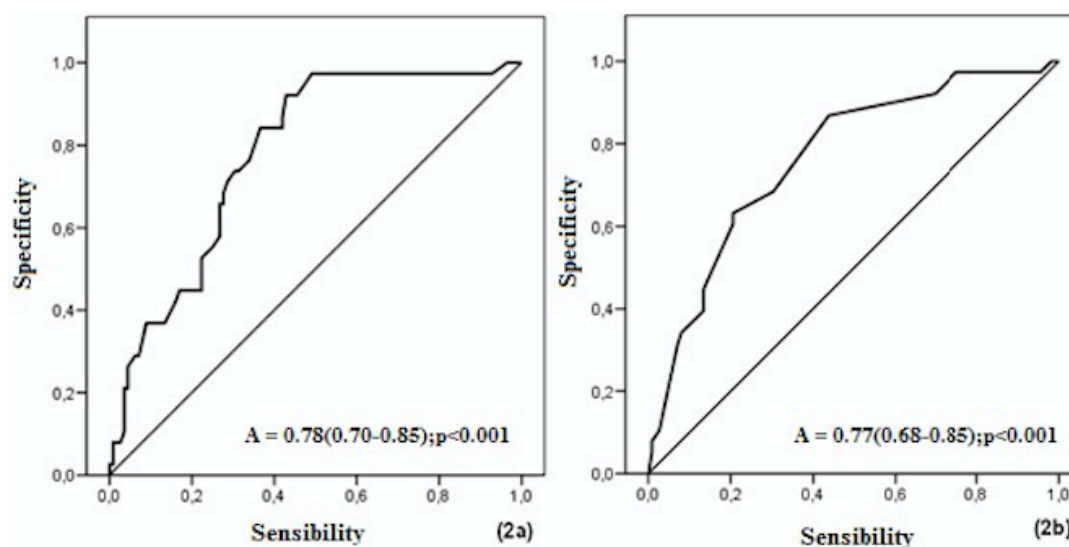 Specificity
1,0
0,8
0,6
0,4
0,2
0,0
A = 0.78(0.70-0.85);p<0.001
0,0 0,2 0,4 0,6 0,8 1,0
Sensibility
(2a)
Specificity
1,0
0,8
0,6
0,4
0,2
0,0
A = 0.77(0.68-0.85);p<0.001
0,0 0,2 0,4 0,6 0,8 1,0
Sensibility
(2b)